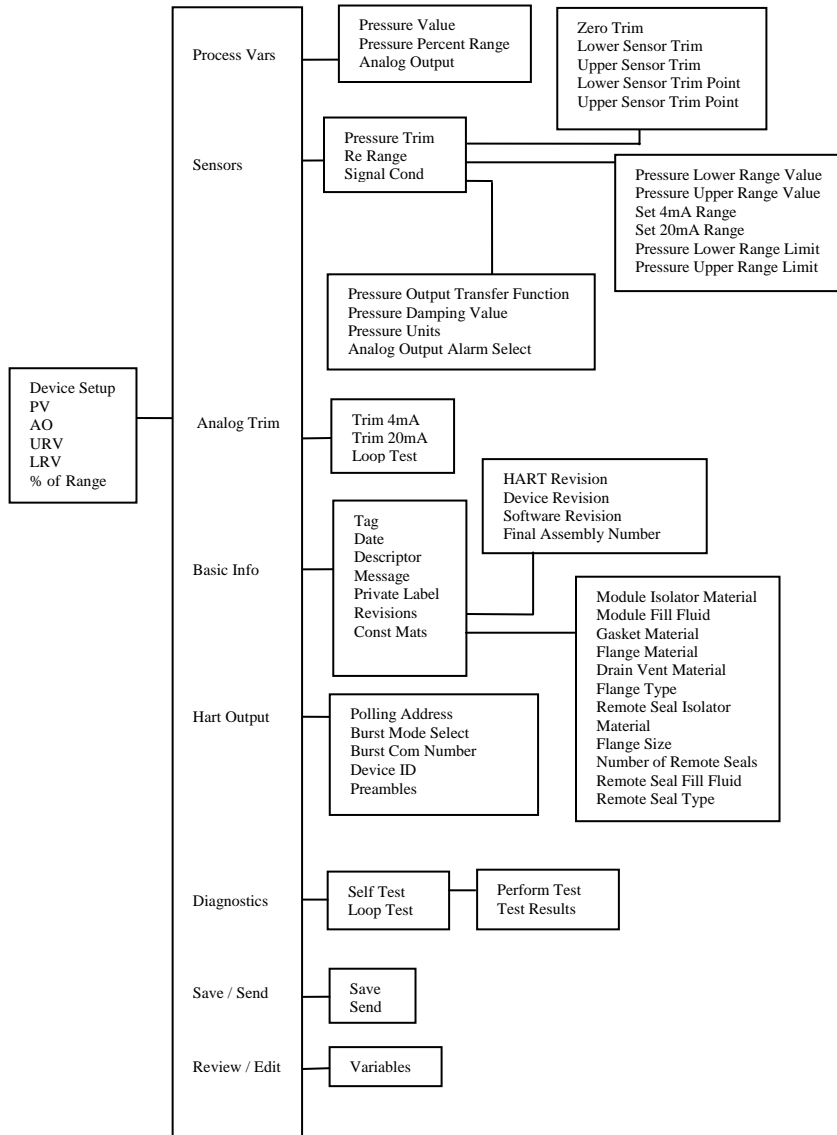 Device Setup
PV
AO
URV
LRV
% of Range
Process Vars
Pressure Value
Pressure Percent Range
Analog Output
Sensors
Pressure Trim
Re Range
Signal Cond
Zero Trim
Lower Sensor Trim
Upper Sensor Trim
Lower Sensor Trim Point
Upper Sensor Trim Point
Pressure Lower Range Value
Pressure Upper Range Value
Set 4mA Range
Set 20mA Range
Pressure Lower Range Limit
Pressure Upper Range Limit
Pressure Output Transfer Function
Pressure Damping Value
Pressure Units
Analog Output Alarm Select
Analog Trim
Trim 4mA
Trim 20mA
Loop Test
Basic Info
Tag
Date
Descriptor
Message
Private Label
Revisions
Const Mats
HART Revision
Device Revision
Software Revision
Final Assembly Number
Module Isolator Material
Module Fill Fluid
Gasket Material
Flange Material
Drain Vent Material
Flange Type
Remote Seal Isolator
Material
Flange Size
Number of Remote Seals
Remote Seal Fill Fluid
Remote Seal Type
Hart Output
Polling Address
Burst Mode Select
Burst Com Number
Device ID
Preambles
Diagnostics
Self Test
Loop Test
Perform Test
Test Results
Save / Send
Save
Send
Review / Edit
Variables